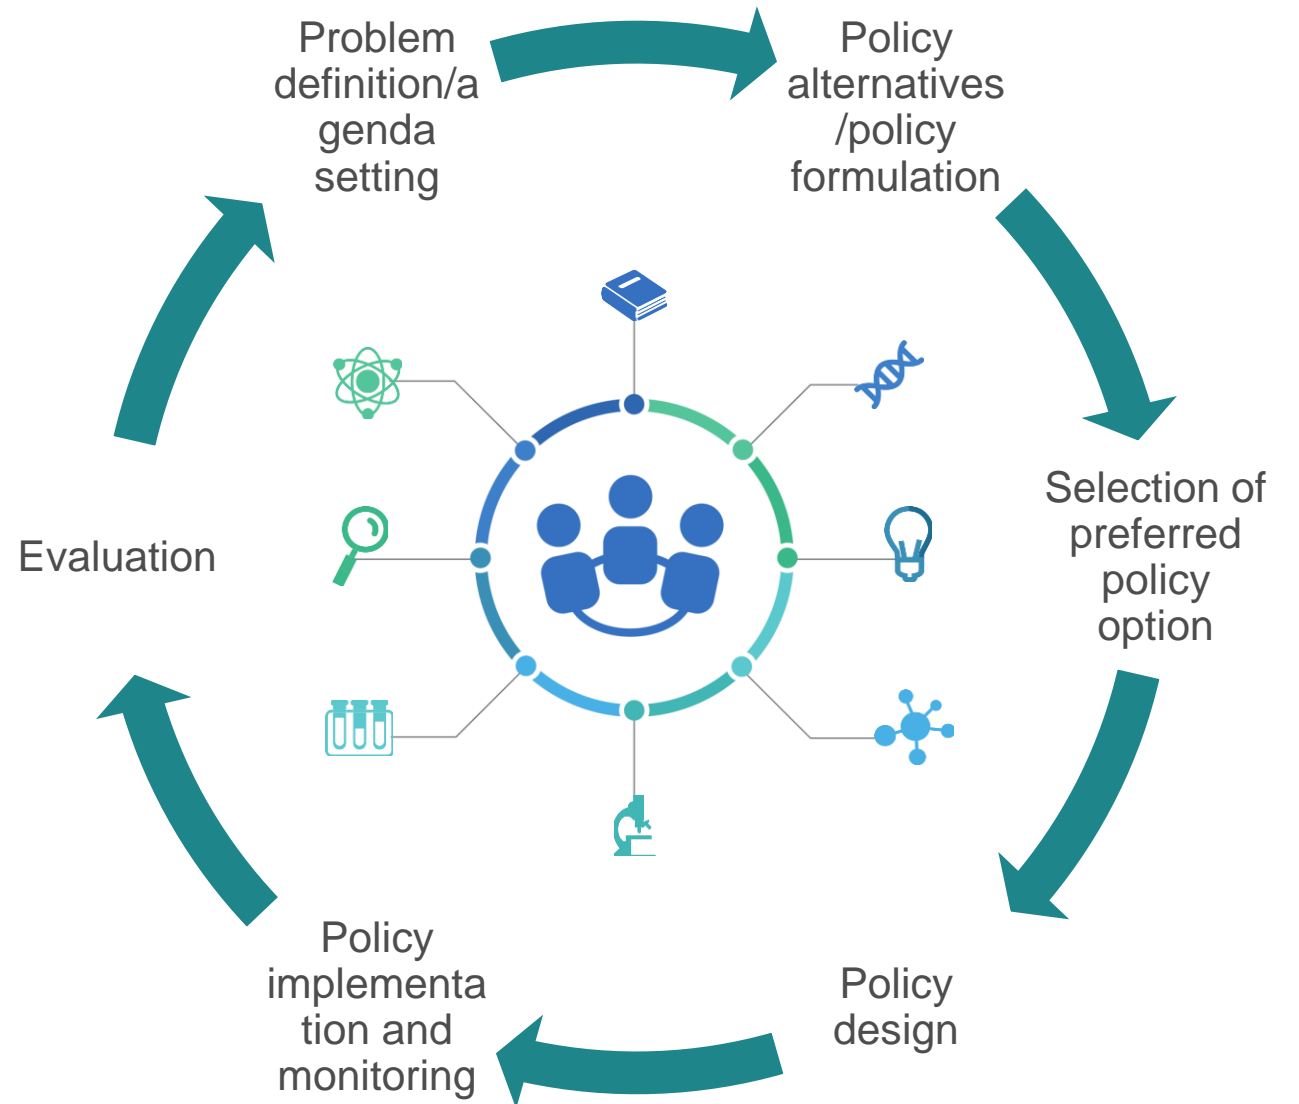 Problem
definition/a
genda
setting
Policy
alternatives
/policy
formulation
Selection of
preferred
policy
option
Policy
design
Policy
implementa
tion and
monitoring
Evaluation